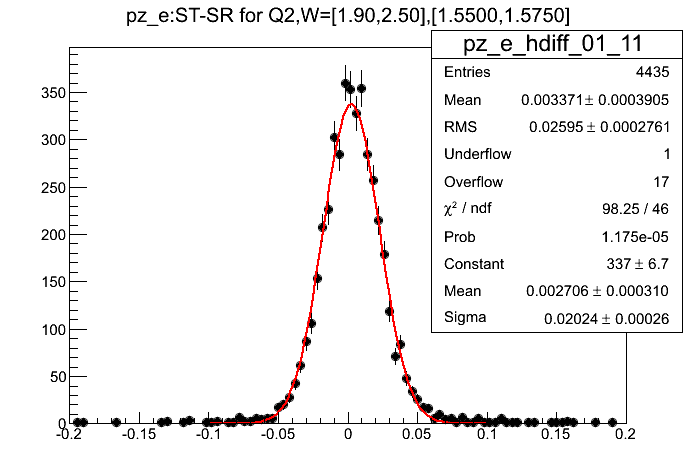 pz_e:ST-SR for Q2,W=[1.90,2.50],[1.5500,1.5750]
pz_e_hdiff_01_11
Entries 4435
Mean 0.003371 ± 0.0003905
RMS 0.02595 ± 0.0002761
Underflow 1
Overflow 17
χ² / ndf 98.25 / 46
Prob 1.175e-05
Constant 337 ± 6.7
Mean 0.002706 ± 0.000310
Sigma 0.02024 ± 0.00026
350
300
250
200
150
100
50
0
-0.2 -0.15 -0.1 -0.05 0 0.05 0.1 0.15 0.2